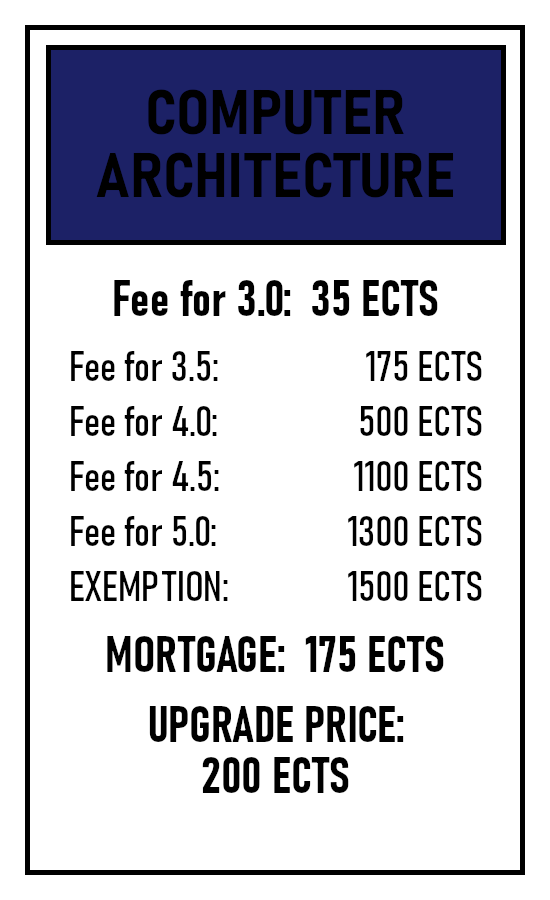 COMPUTER
ARCHITECTURE
Fee for 3.0: 35 ECTS
Fee for 3.5: 175 ECTS
Fee for 4.0: 500 ECTS
Fee for 4.5: 1100 ECTS
Fee for 5.0: 1300 ECTS
EXEMPTION: 1500 ECTS
MORTGAGE: 175 ECTS
UPGRADE PRICE:
200 ECTS